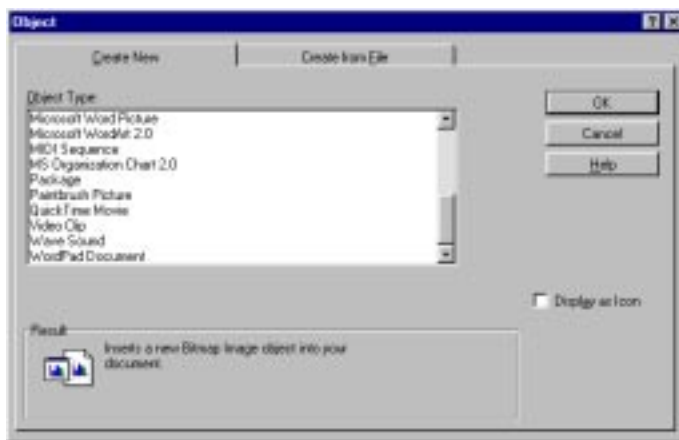 Object
Create New
Create from File
Object Type:
Microsoft Word Picture
Microsoft WordArt 2.0
MIDI Sequence
MS Organization Chart 2.0
Package
Paintbrush Picture
QuickTime Movie
Video Clip
Wave Sound
WordPad Document
OK
Cancel
Help
Display as Icon
Result
Inserts a new Bitmap Image object into your
document.